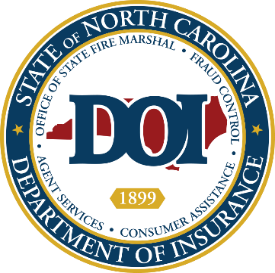 STATE OF NORTH CAROLINA
OFFICE OF STATE FIRE MARSHAL • FRAUD CONTROL •
DOI
1899
AGENT SERVICES • CONSUMER ASSISTANCE
DEPARTMENT OF INSURANCE